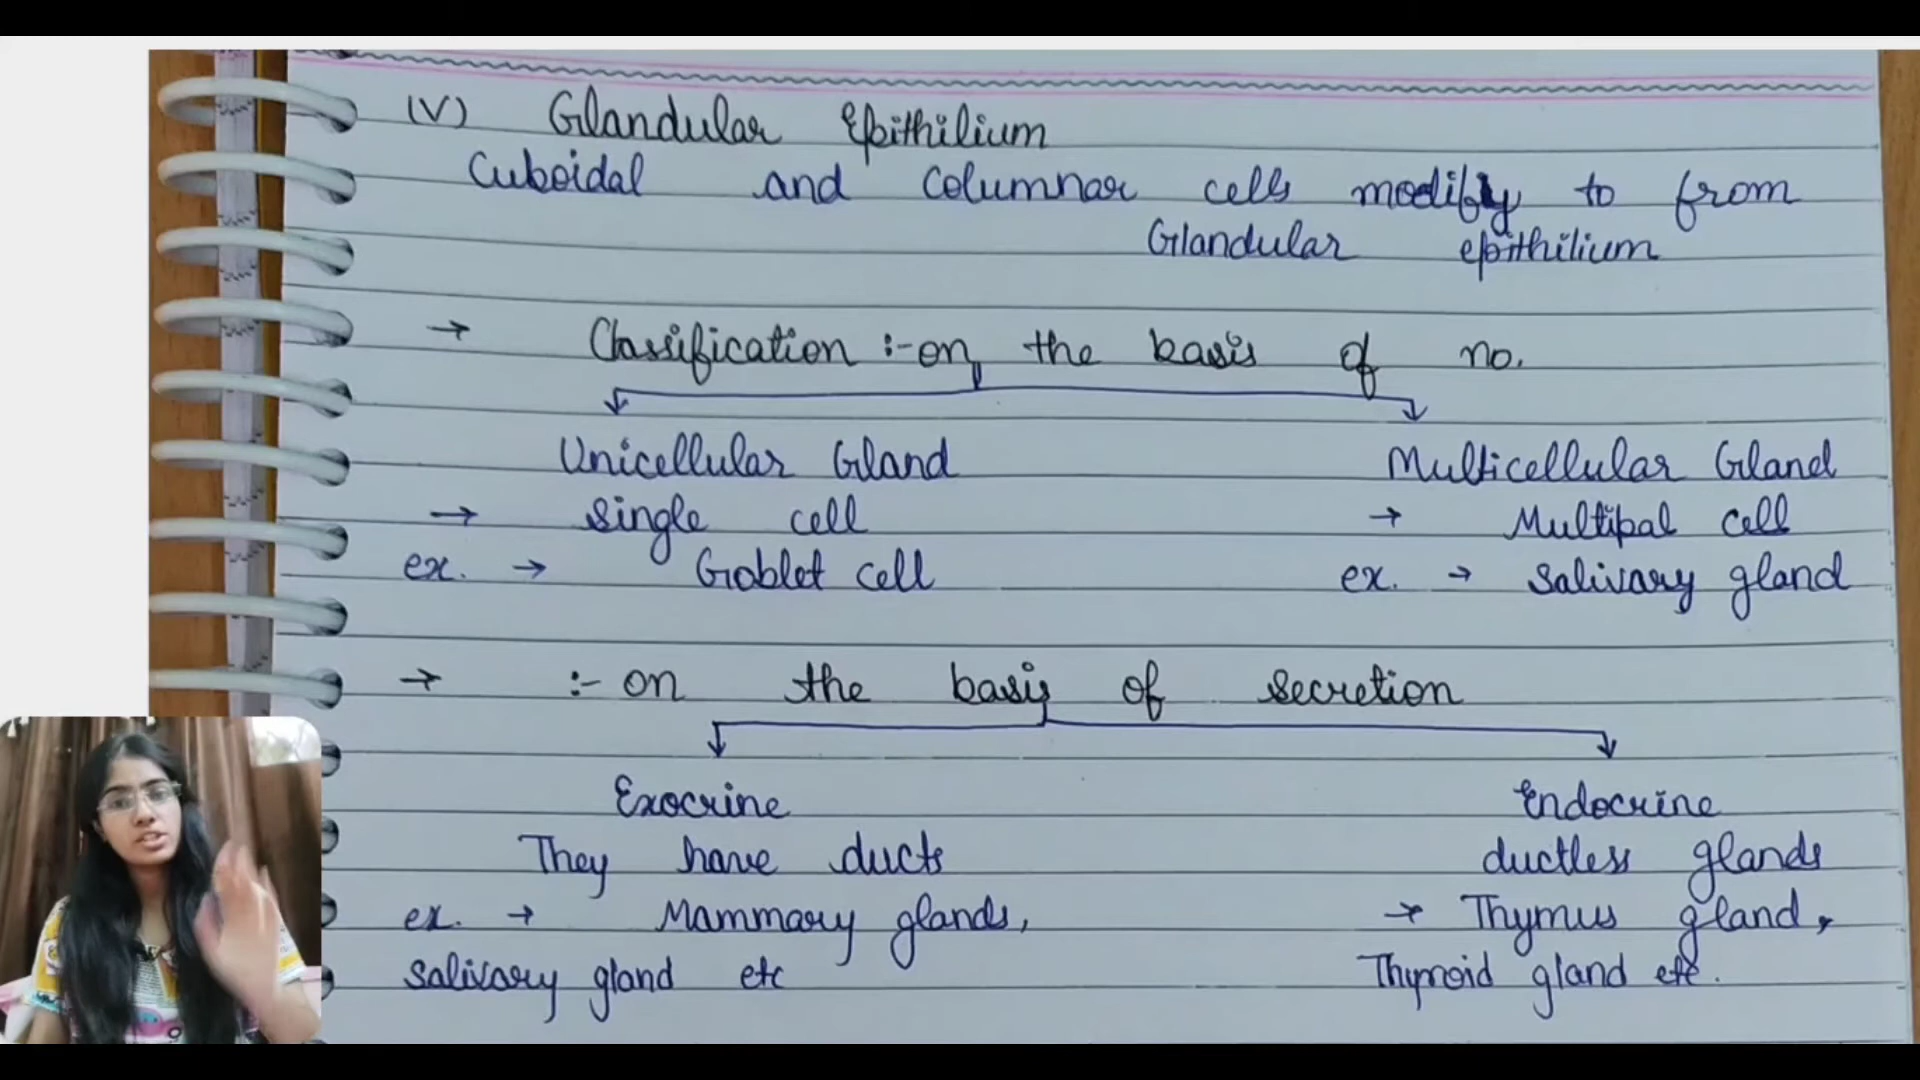 (V) Glandular Epithilium
Cuboidal and Columnar cells modify to from
Glandular epithilium
→ Classification :- on the basis of no.
Unicellular Gland Multicellular Gland
→ Single cell → Multipal cell
ex. → Goblet cell ex. → Salivary gland
→ :- on the basis of secretion
Exocrine Endocrine
They have ducts ductless glands
ex. → Mammary glands, → Thymus gland,
Salivary gland etc Thyroid gland etc.